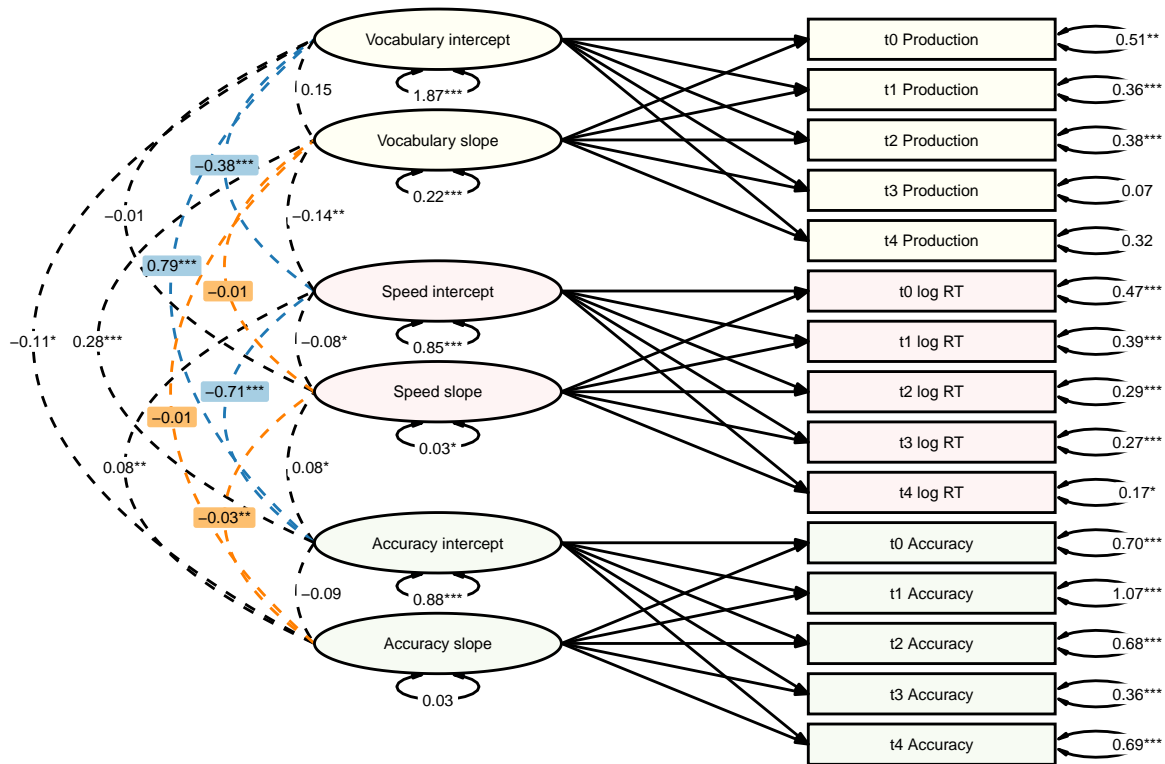 Vocabulary intercept
t0 Production
0.51**
0.15
1.87***
t1 Production
0.36***
Vocabulary slope
t2 Production
0.38***
−0.38***
0.22***
t3 Production
0.07
−0.01
−0.14**
t4 Production
0.32
0.79***
−0.01
Speed intercept
t0 log RT
0.47***
−0.11*
0.28***
−0.08*
0.85***
t1 log RT
0.39***
−0.71***
Speed slope
t2 log RT
0.29***
−0.01
0.03*
t3 log RT
0.27***
0.08**
0.08*
t4 log RT
0.17*
−0.03**
Accuracy intercept
t0 Accuracy
0.70***
−0.09
0.88***
t1 Accuracy
1.07***
Accuracy slope
t2 Accuracy
0.68***
0.03
t3 Accuracy
0.36***
t4 Accuracy
0.69***